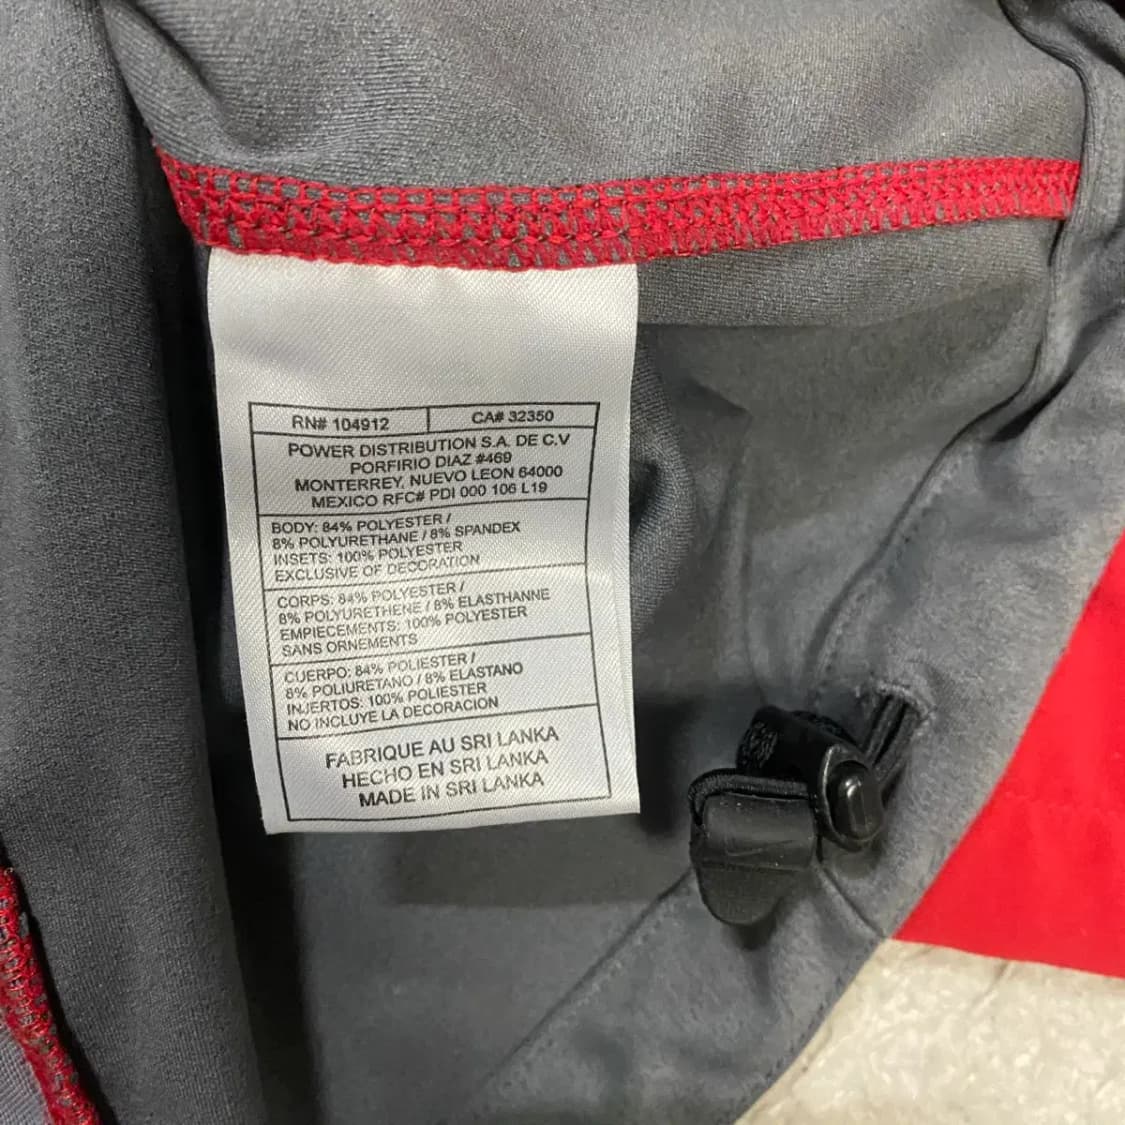 RN# 104912 CA# 32350
POWER DISTRIBUTION S.A. DE C.V
PORFIRIO DIAZ #469
MONTERREY, NUEVO LEON 64000
MEXICO RFC# PDI 000 106 L19
BODY: 84% POLYESTER /
8% POLYURETHANE / 8% SPANDEX
INSETS: 100% POLYESTER
EXCLUSIVE OF DECORATION
CORPS: 84% POLYESTER /
8% POLYURETHENE / 8% ELASTHANNE
EMPIECEMENTS: 100% POLYESTER
SANS ORNEMENTS
CUERPO: 84% POLIESTER /
8% POLIURETANO / 8% ELASTANO
INJERTOS: 100% POLIESTER
NO INCLUYE LA DECORACION
FABRIQUE AU SRI LANKA
HECHO EN SRI LANKA
MADE IN SRI LANKA